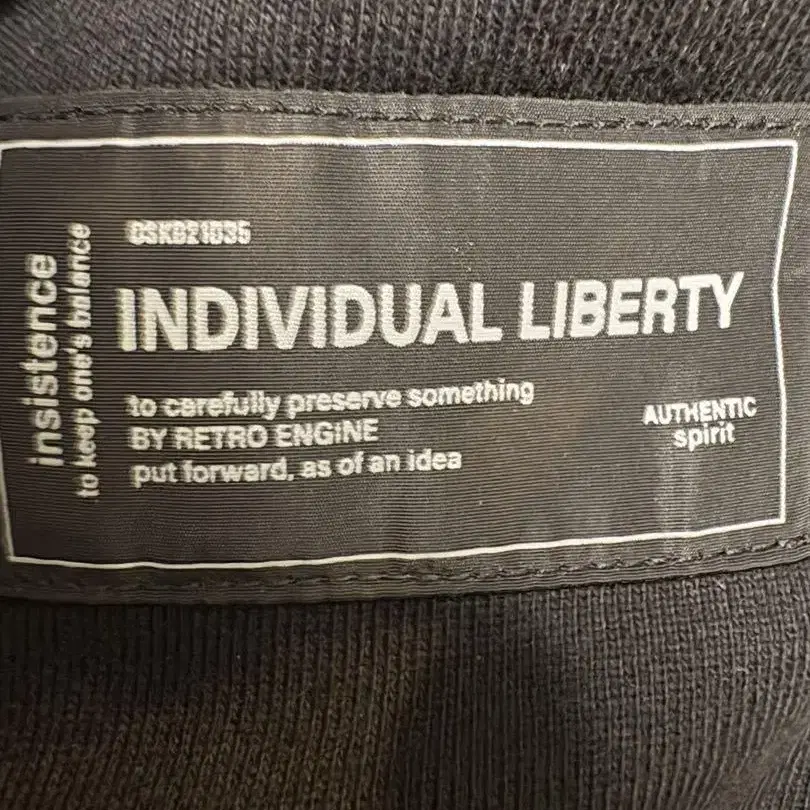 insistence
to keep one's balance
INDIVIDUAL LIBERTY
to carefully preserve something
BY RETRO ENGINE
put forward, as of an idea
AUTHENTIC
spirit